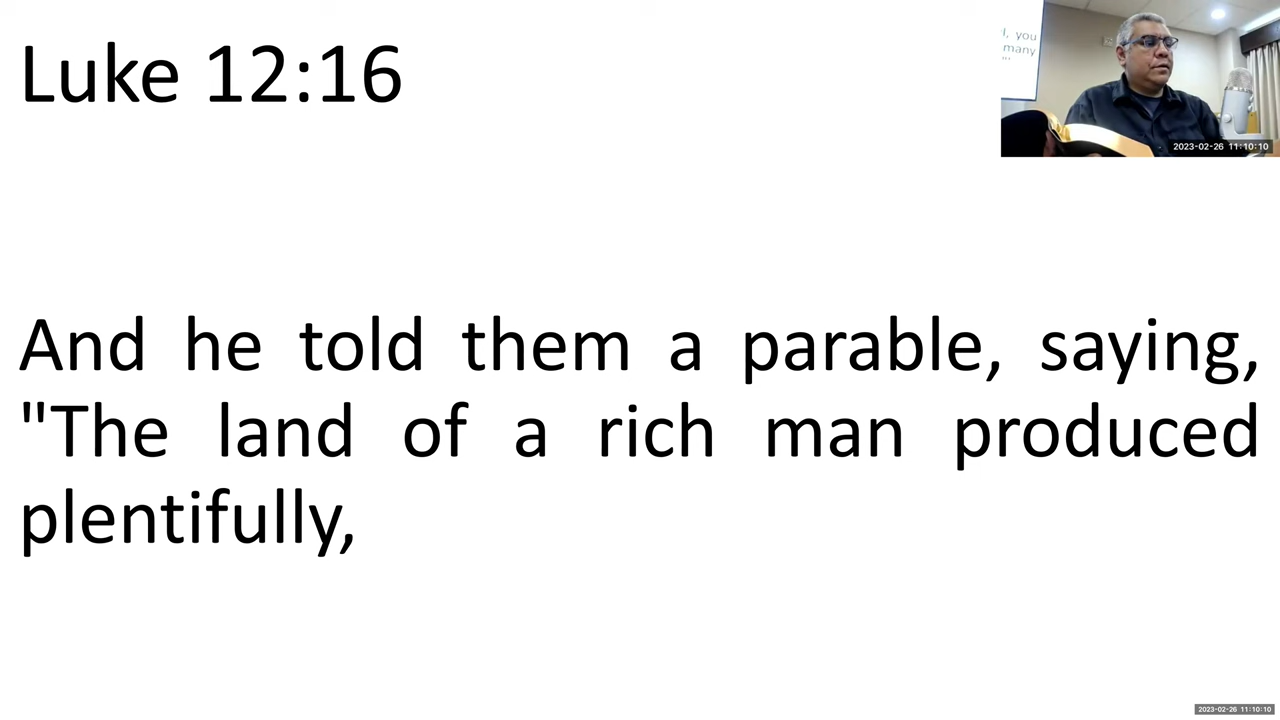 Luke 12:16
I, you
many
"'
2023-02-26 11:10:10
And he told them a parable, saying,
"The land of a rich man produced
plentifully,
2023-02-26 11:10:10